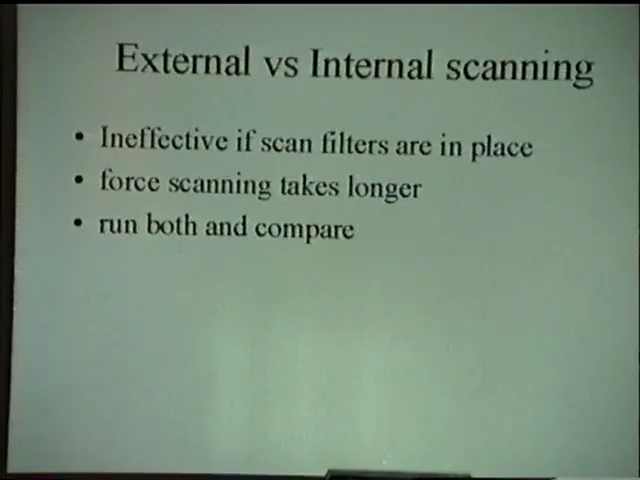 External vs Internal scanning
• Ineffective if scan filters are in place
• force scanning takes longer
• run both and compare